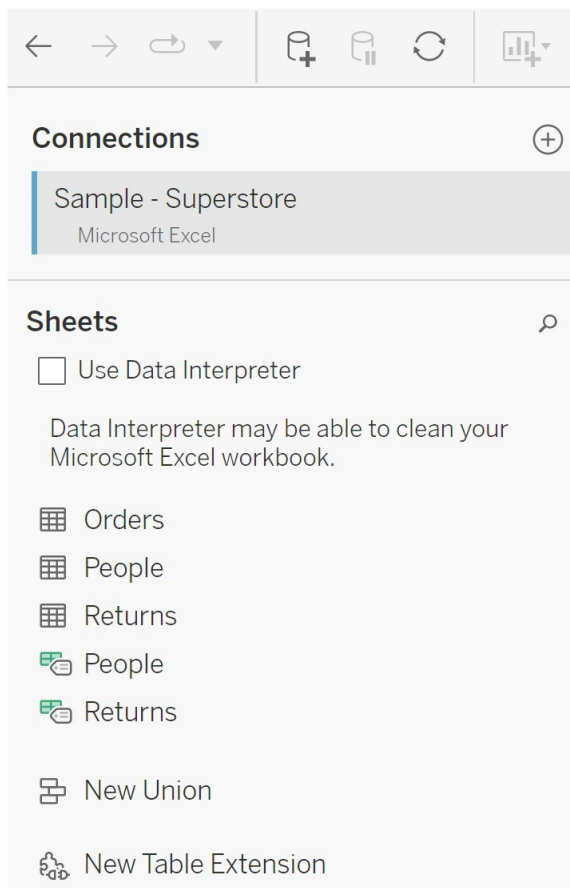 Connections
Sample - Superstore
Microsoft Excel
Sheets
Use Data Interpreter
Data Interpreter may be able to clean your
Microsoft Excel workbook.
Orders
People
Returns
People
Returns
New Union
New Table Extension